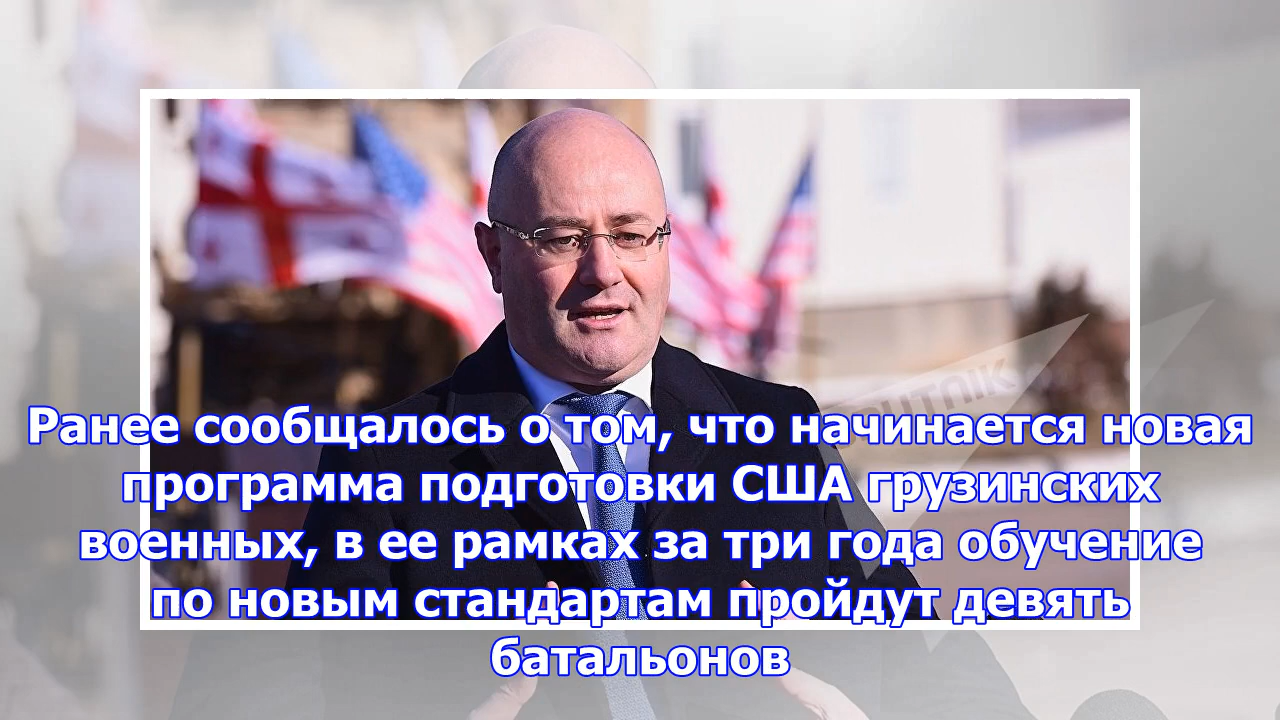 SPUTNIK
Ранее сообщалось о том, что начинается новая
программа подготовки США грузинских
военных, в ее рамках за три года обучение
по новым стандартам пройдут девять
батальонов